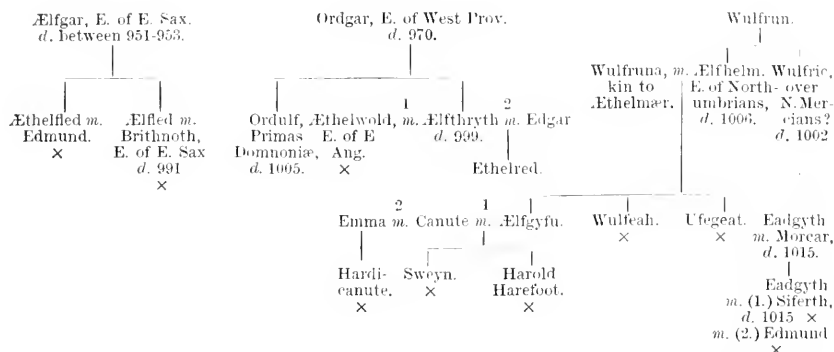 Ælfgar, E. of E. Sax.
d. between 951-953.
Æthelfled m.
Edmund.
×
Ælfled m.
Brithnoth,
E. of E. Sax
d. 991
×
Ordgar, E. of West Prov.
d. 970.
Ordulf,
Primas
Domnoniæ,
d. 1005.
1
2
Æthelwold, m. Ælfthryth m. Edgar
E. of E
Ang.
×
d. 999.
Ethelred.
Wulfrun.
Wulfruna, m. Ælfhelm.
kin to
Æthelmær.
E. of North-
umbrians,
d. 1006.
Wulfric,
over
N. Mer-
cians?
d. 1002
2
1
Emma m. Canute m. Ælfgyfu.
Hardi-
canute.
×
Sweyn.
×
Harold
Harefoot.
×
Wulfeah.
×
Ufegeat.
×
Eadgyth
m. Morcar,
d. 1015.
Eadgyth
m. (1.) Siferth,
d. 1015 ×
m. (2.) Edmund
×